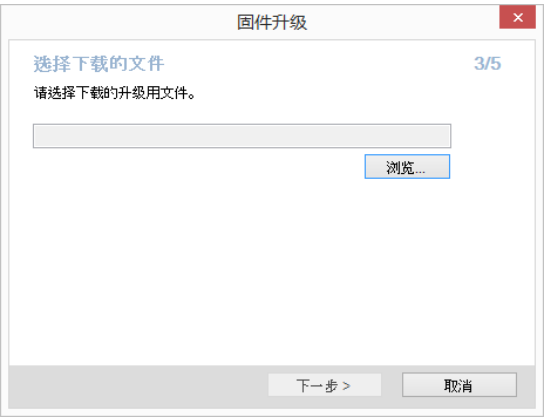 固件升级
选择下载的文件 3/5
请选择下载的升级用文件。
浏览...
下一步 > 取消